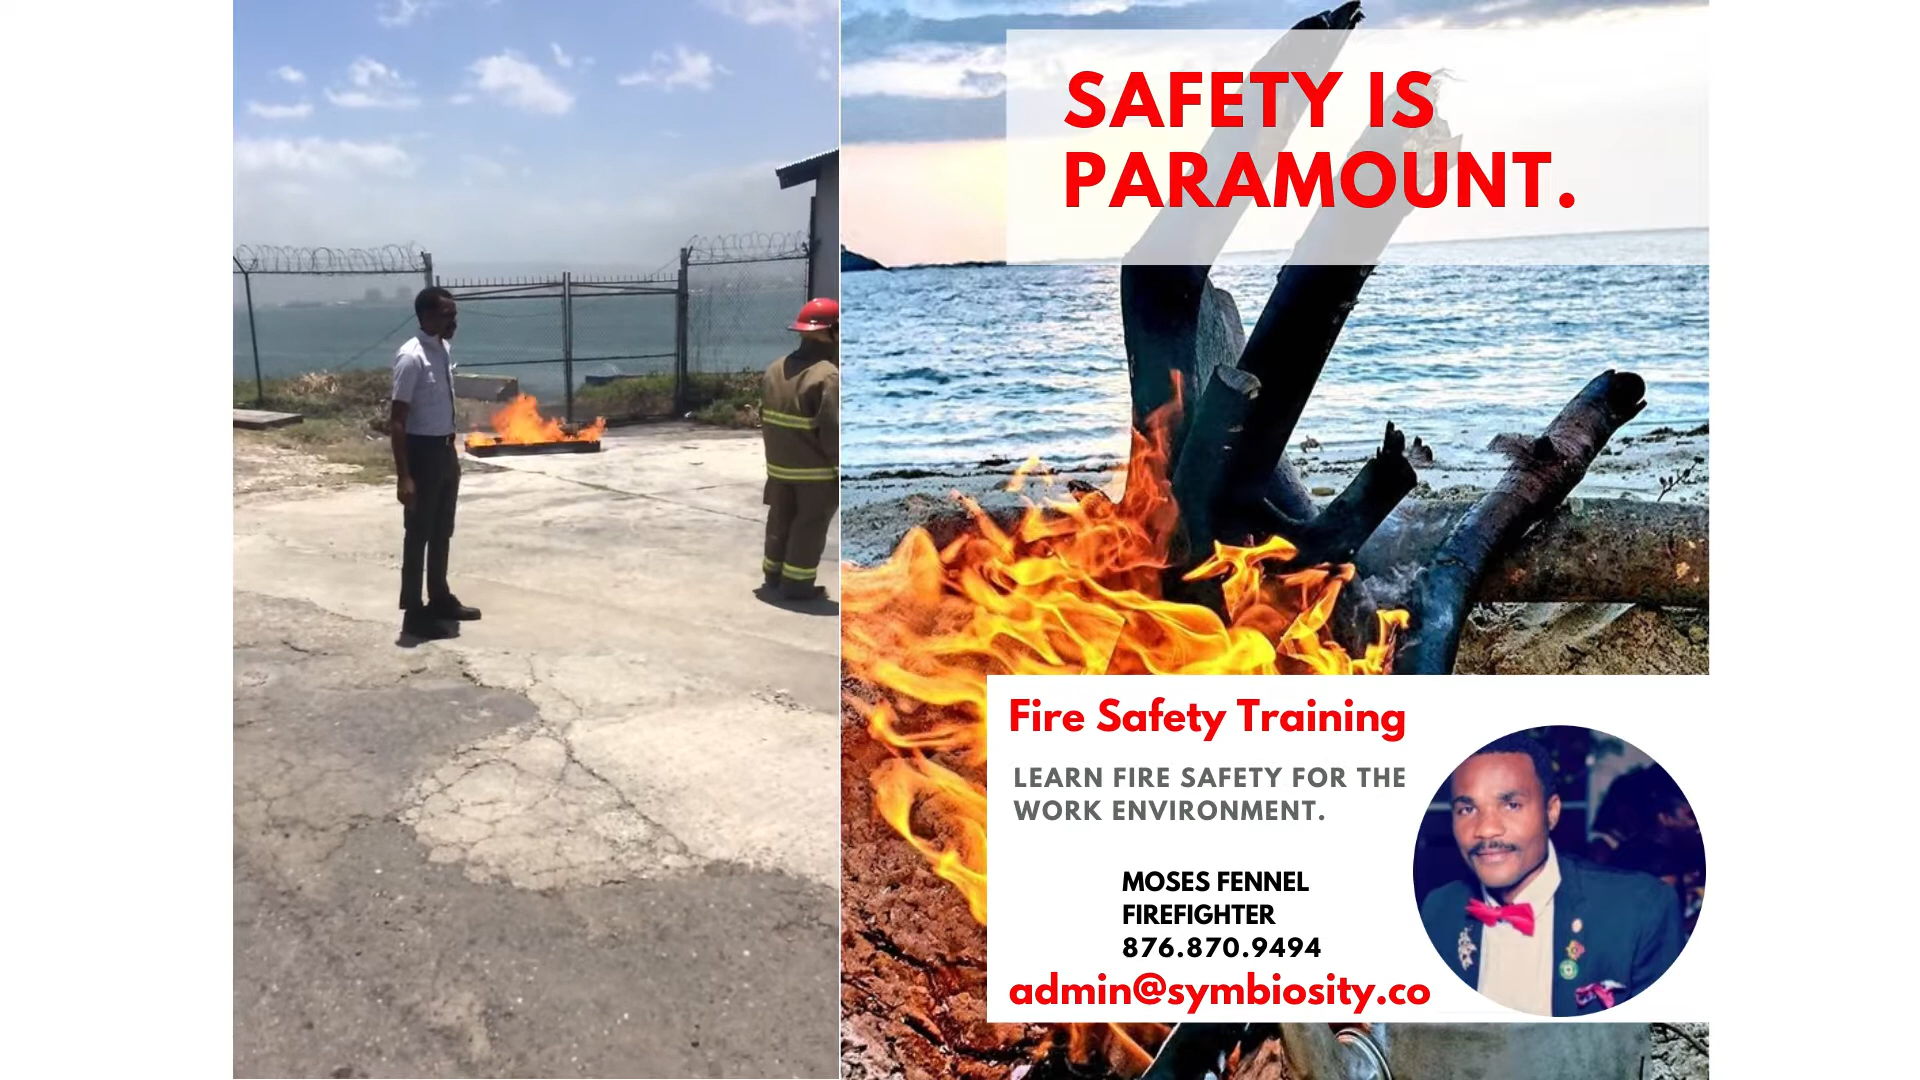 SAFETY IS
PARAMOUNT.
Fire Safety Training
LEARN FIRE SAFETY FOR THE
WORK ENVIRONMENT.
MOSES FENNEL
FIREFIGHTER
876.870.9494
admin@symbiosity.co